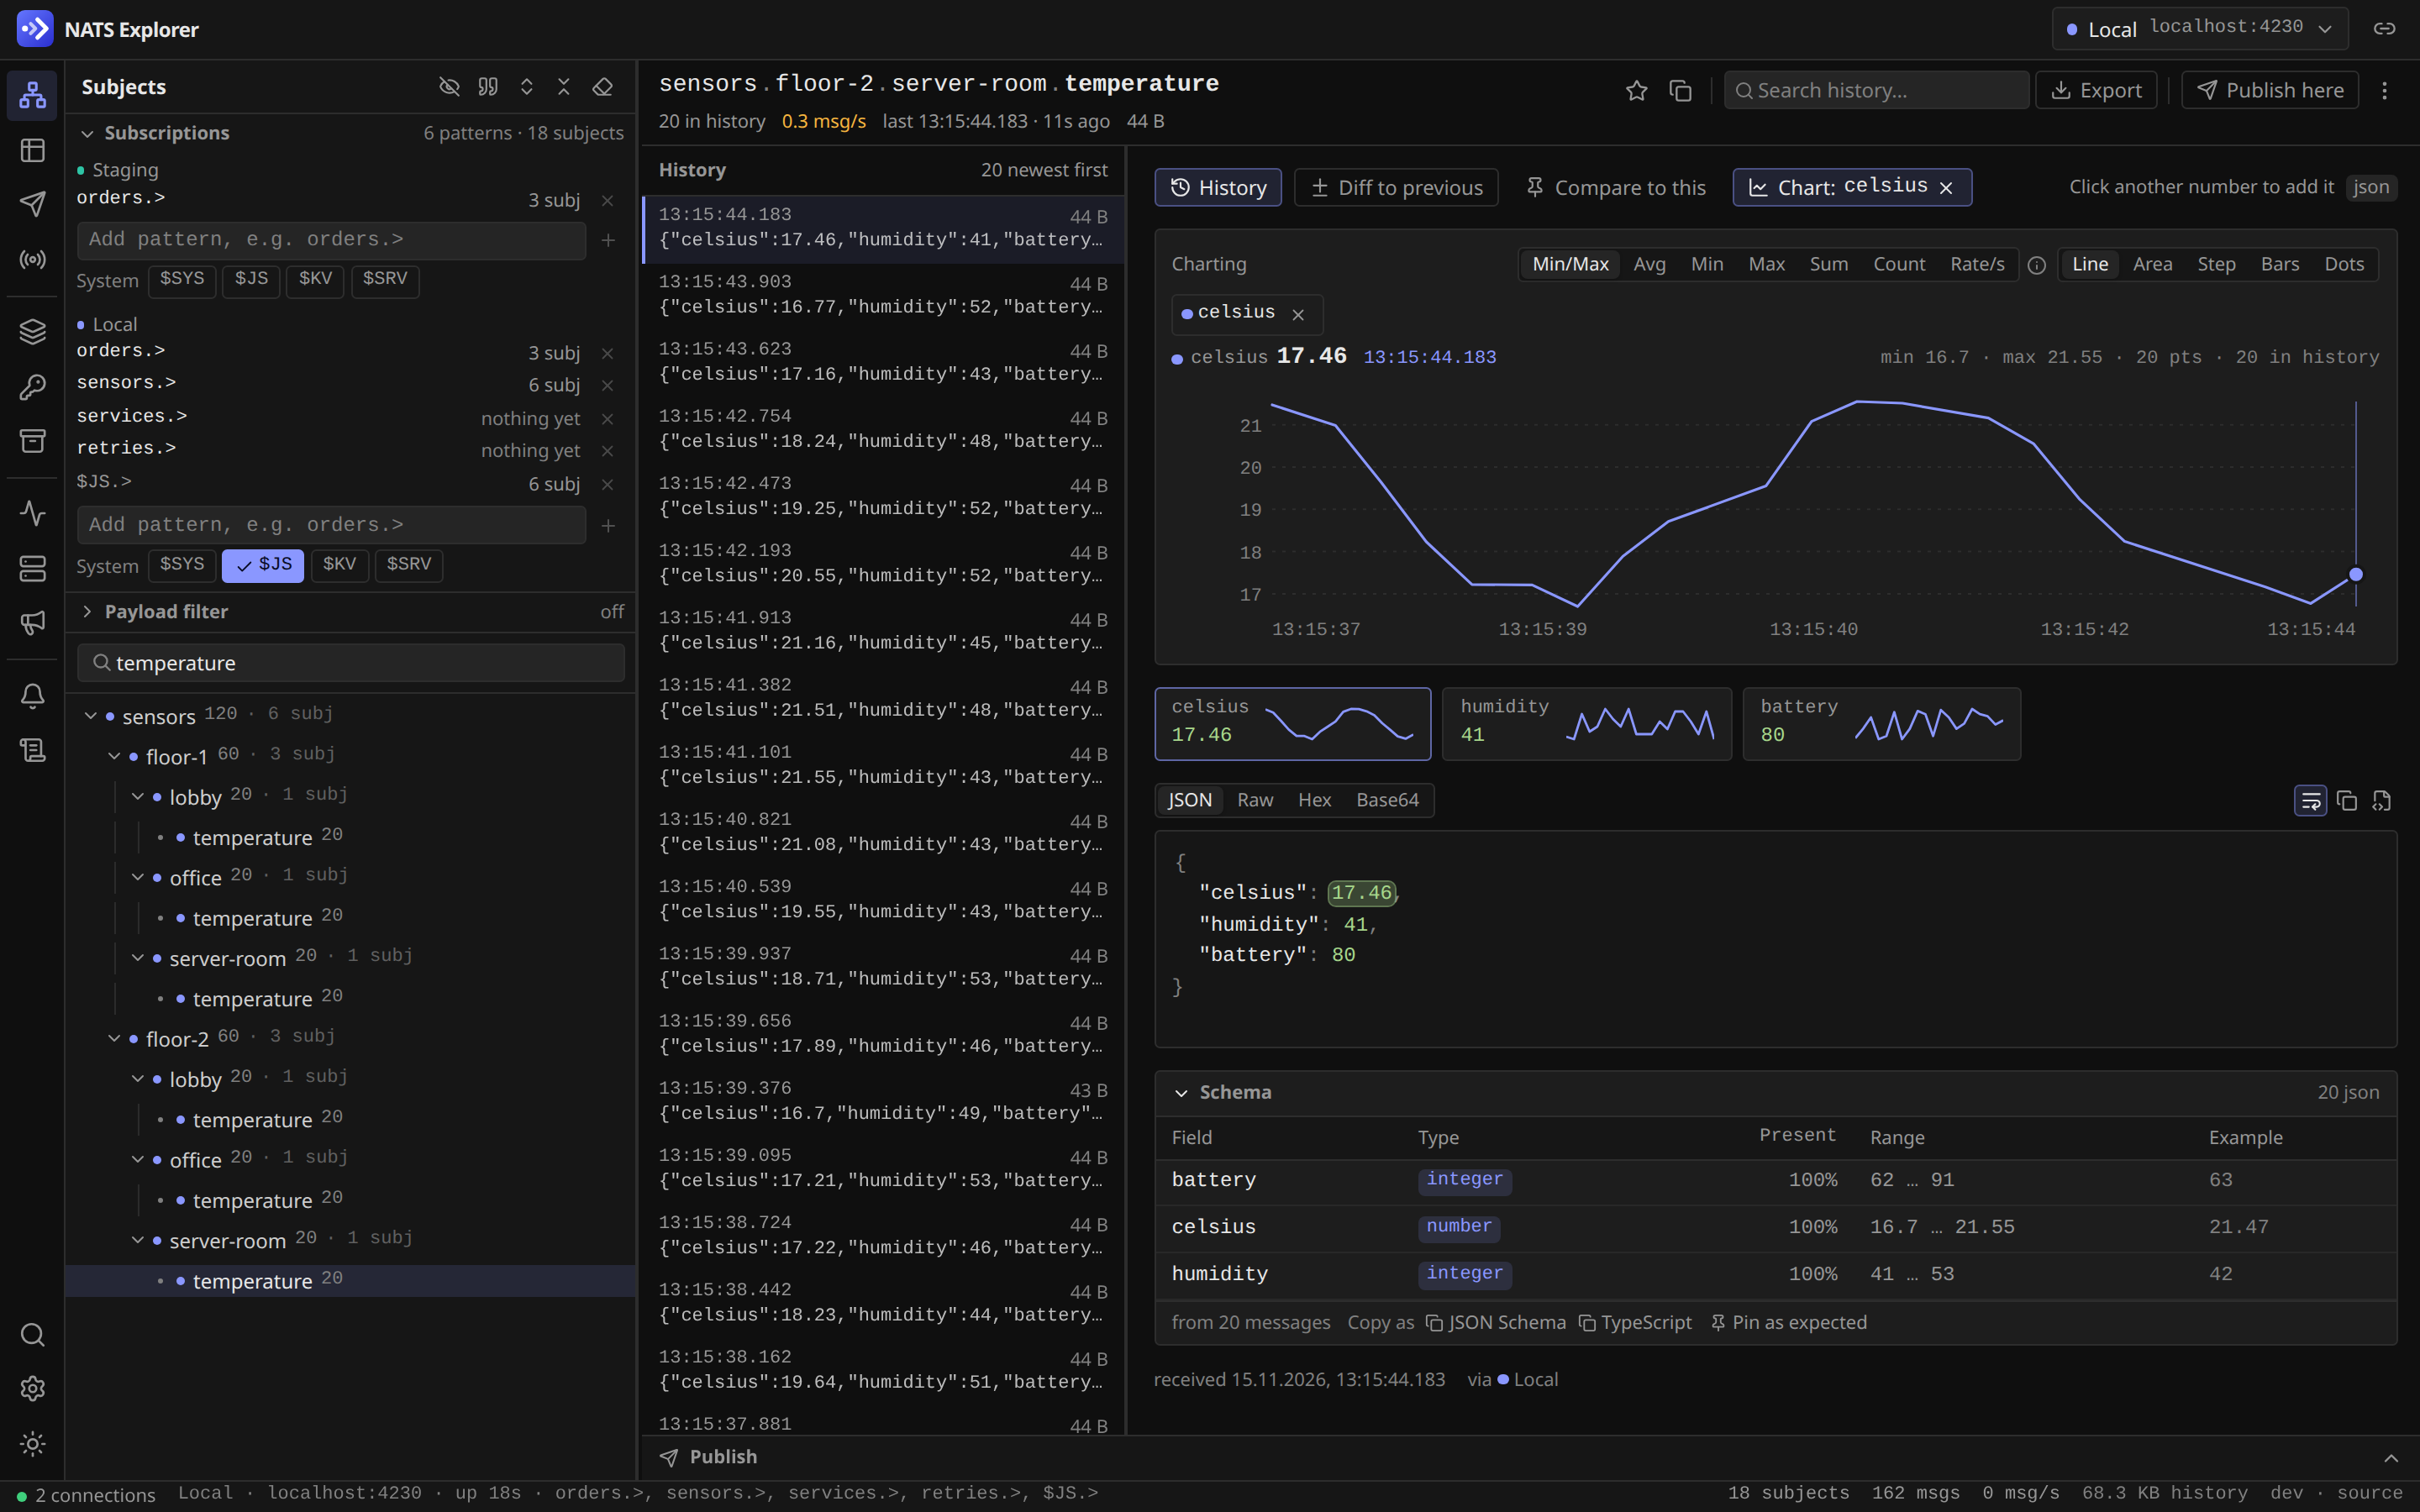 NATS Explorer
Local localhost:4230
Subjects
Subscriptions 6 patterns · 18 subjects
Staging
orders.> 3 subj
Add pattern, e.g. orders.>
System $SYS $JS $KV $SRV
Local
orders.> 3 subj
sensors.> 6 subj
services.> nothing yet
retries.> nothing yet
$JS.> 6 subj
Add pattern, e.g. orders.>
System $SYS $JS $KV $SRV
Payload filter off
temperature
sensors 120 · 6 subj
floor-1 60 · 3 subj
lobby 20 · 1 subj
temperature 20
office 20 · 1 subj
temperature 20
server-room 20 · 1 subj
temperature 20
floor-2 60 · 3 subj
lobby 20 · 1 subj
temperature 20
office 20 · 1 subj
temperature 20
server-room 20 · 1 subj
temperature 20
sensors.floor-2.server-room.temperature
20 in history 0.3 msg/s last 13:15:44.183 · 11s ago 44 B
Search history... Export Publish here
History 20 newest first
13:15:44.183 44 B
{"celsius":17.46,"humidity":41,"battery…
13:15:43.903 44 B
{"celsius":16.77,"humidity":52,"battery…
13:15:43.623 44 B
{"celsius":17.16,"humidity":43,"battery…
13:15:42.754 44 B
{"celsius":18.24,"humidity":48,"battery…
13:15:42.473 44 B
{"celsius":19.25,"humidity":52,"battery…
13:15:42.193 44 B
{"celsius":20.55,"humidity":52,"battery…
13:15:41.913 44 B
{"celsius":21.16,"humidity":45,"battery…
13:15:41.382 44 B
{"celsius":21.51,"humidity":48,"battery…
13:15:41.101 44 B
{"celsius":21.55,"humidity":43,"battery…
13:15:40.821 44 B
{"celsius":21.08,"humidity":43,"battery…
13:15:40.539 44 B
{"celsius":19.55,"humidity":43,"battery…
13:15:39.937 44 B
{"celsius":18.71,"humidity":53,"battery…
13:15:39.656 44 B
{"celsius":17.89,"humidity":46,"battery…
13:15:39.376 43 B
{"celsius":16.7,"humidity":49,"battery"…
13:15:39.095 44 B
{"celsius":17.21,"humidity":53,"battery…
13:15:38.724 44 B
{"celsius":17.22,"humidity":46,"battery…
13:15:38.442 44 B
{"celsius":18.23,"humidity":44,"battery…
13:15:38.162 44 B
{"celsius":19.64,"humidity":51,"battery…
13:15:37.881 44 B
History Diff to previous Compare to this Chart: celsius Click another number to add it json
Charting Min/Max Avg Min Max Sum Count Rate/s Line Area Step Bars Dots
celsius
celsius 17.46 13:15:44.183 min 16.7 · max 21.55 · 20 pts · 20 in history
21
20
19
18
17
13:15:37 13:15:39 13:15:40 13:15:42 13:15:44
celsius humidity battery
17.46 41 80
JSON Raw Hex Base64
{
"celsius": 17.46,
"humidity": 41,
"battery": 80
}
Schema 20 json
Field Type Present Range Example
battery integer 100% 62 … 91 63
celsius number 100% 16.7 … 21.55 21.47
humidity integer 100% 41 … 53 42
from 20 messages Copy as JSON Schema TypeScript Pin as expected
received 15.11.2026, 13:15:44.183 via Local
Publish
2 connections Local · localhost:4230 · up 18s · orders.>, sensors.>, services.>, retries.>, $JS.> 18 subjects 162 msgs 0 msg/s 68.3 KB history dev · source